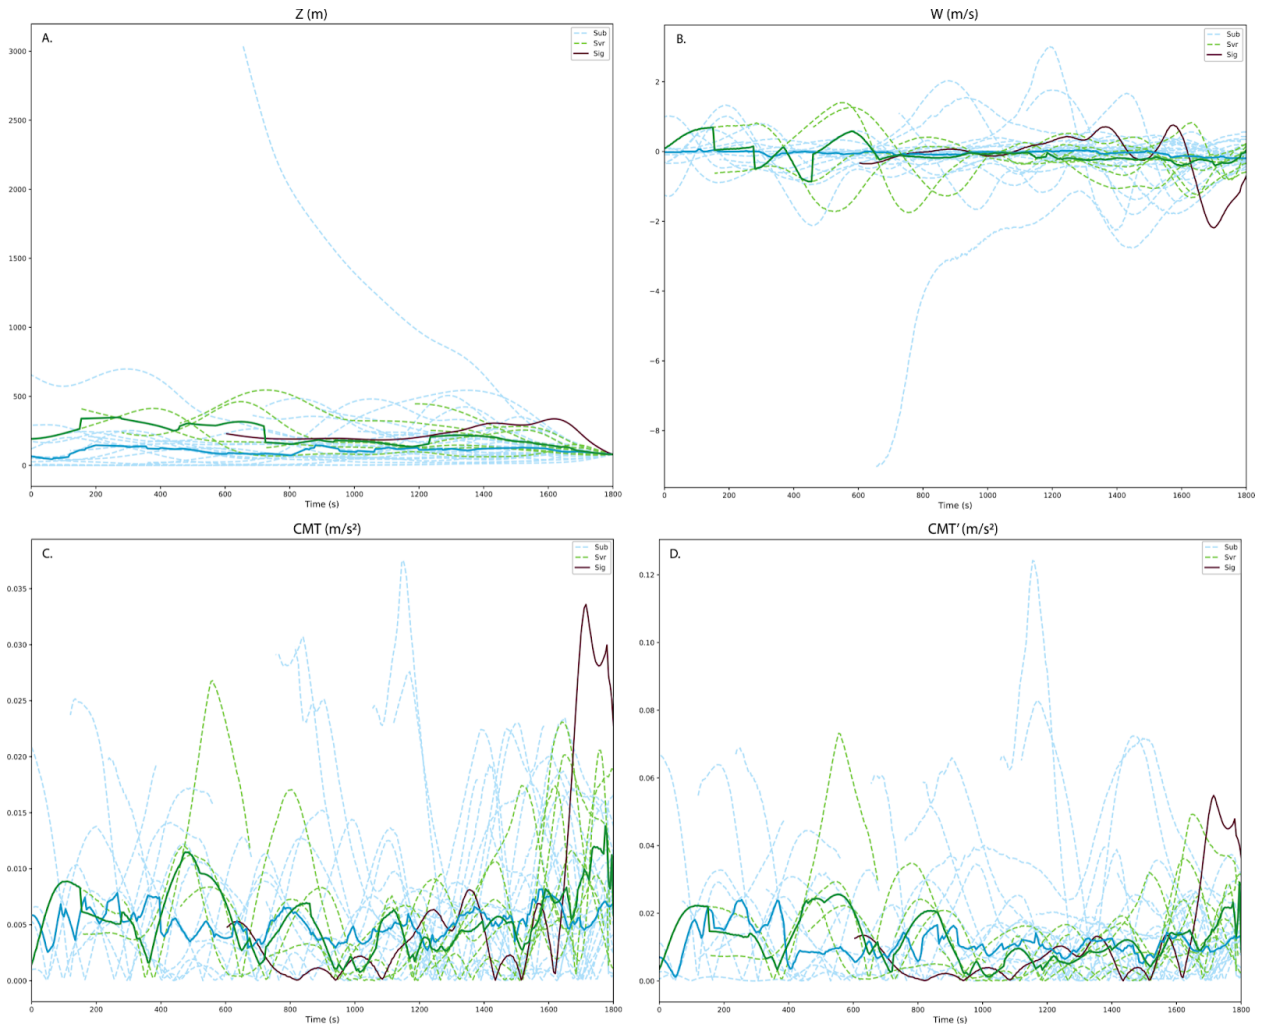 Z (m)
A.
Sub
Svr
Sig
3000
2500
2000
1500
1000
500
0
0 200 400 600 800 1000 1200 1400 1600 1800
Time (s)
W (m/s)
B.
Sub
Svr
Sig
2
0
−2
−4
−6
−8
0 200 400 600 800 1000 1200 1400 1600 1800
Time (s)
CMT (m/s²)
C.
Sub
Svr
Sig
0.035
0.030
0.025
0.020
0.015
0.010
0.005
0.000
0 200 400 600 800 1000 1200 1400 1600 1800
Time (s)
CMT′ (m/s²)
D.
Sub
Svr
Sig
0.12
0.10
0.08
0.06
0.04
0.02
0.00
0 200 400 600 800 1000 1200 1400 1600 1800
Time (s)